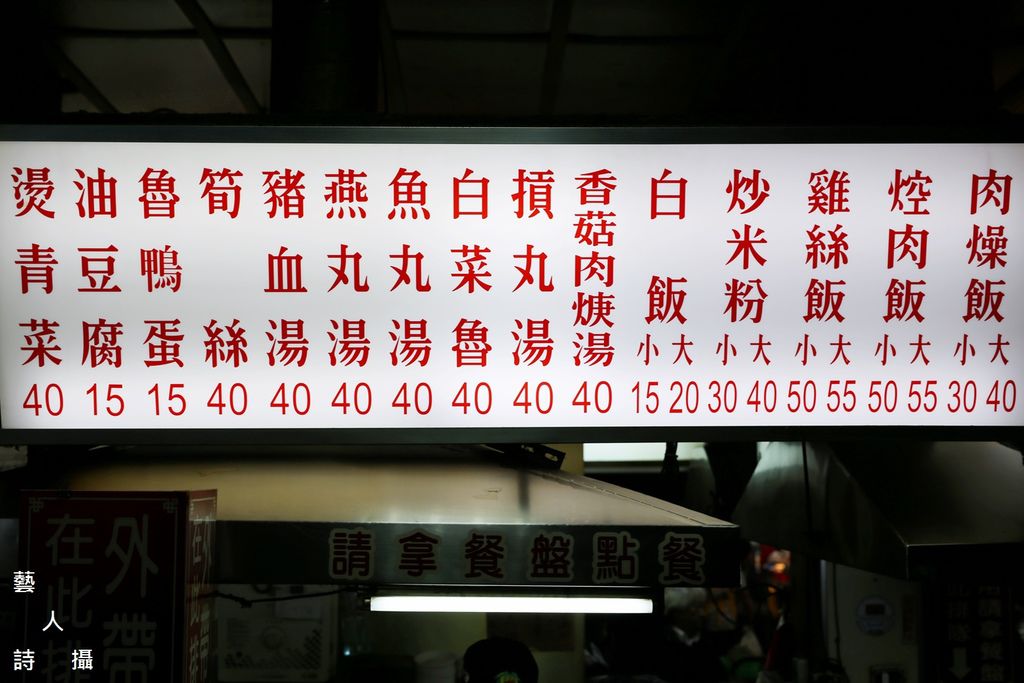 肉燥飯 小 30 大 40
焢肉飯 小 50 大 55
雞絲飯 小 50 大 55
炒米粉 小 30 大 40
白飯 小 15 大 20
香菇肉焿湯 40
摃丸湯 40
白菜魯 40
魚丸湯 40
燕丸湯 40
豬血湯 40
筍絲 40
魯鴨蛋 15
油豆腐 15
燙青菜 40
請拿餐盤點餐
外帶
在此排
藝
人
詩 攝